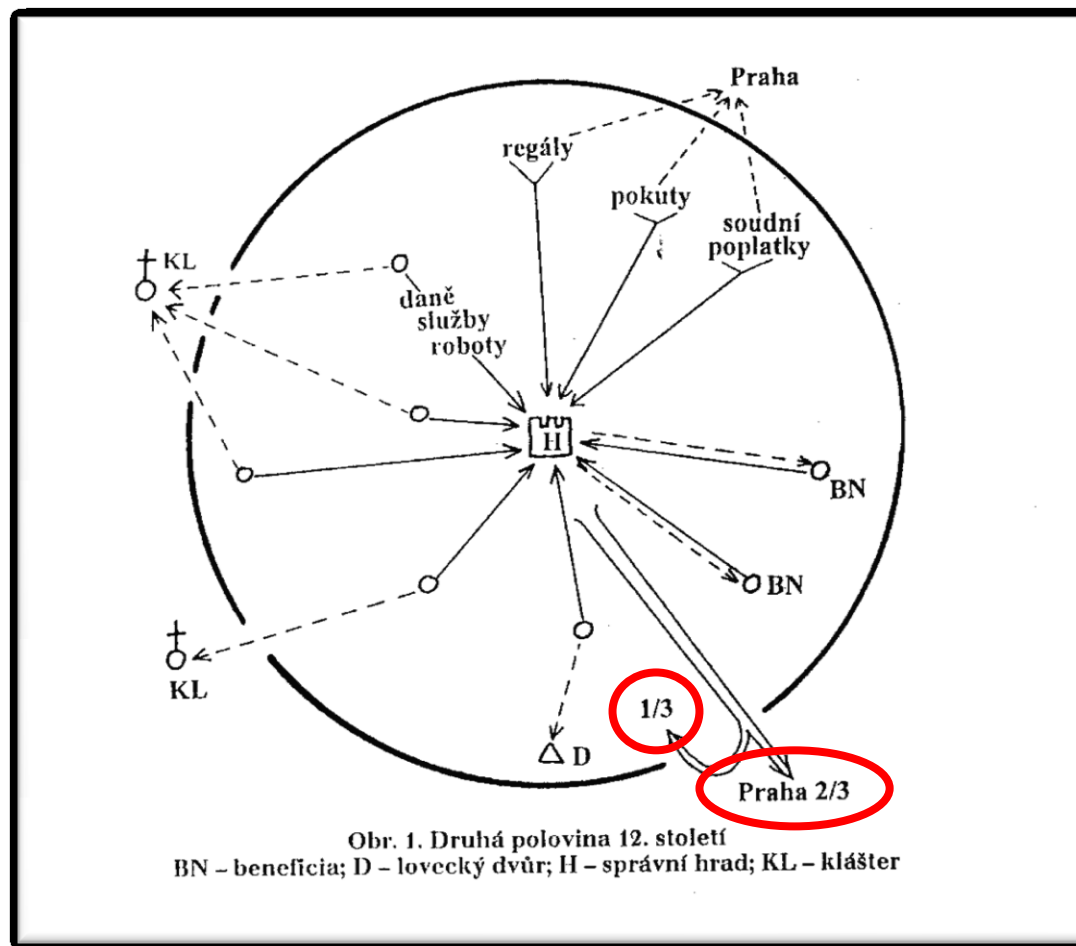 Praha
regály
pokuty
soudní
poplatky
KL
daně
služby
roboty
H
BN
BN
KL
1/3
D
Praha 2/3
Obr. 1. Druhá polovina 12. století
BN – beneficia; D – lovecký dvůr; H – správní hrad; KL – klášter